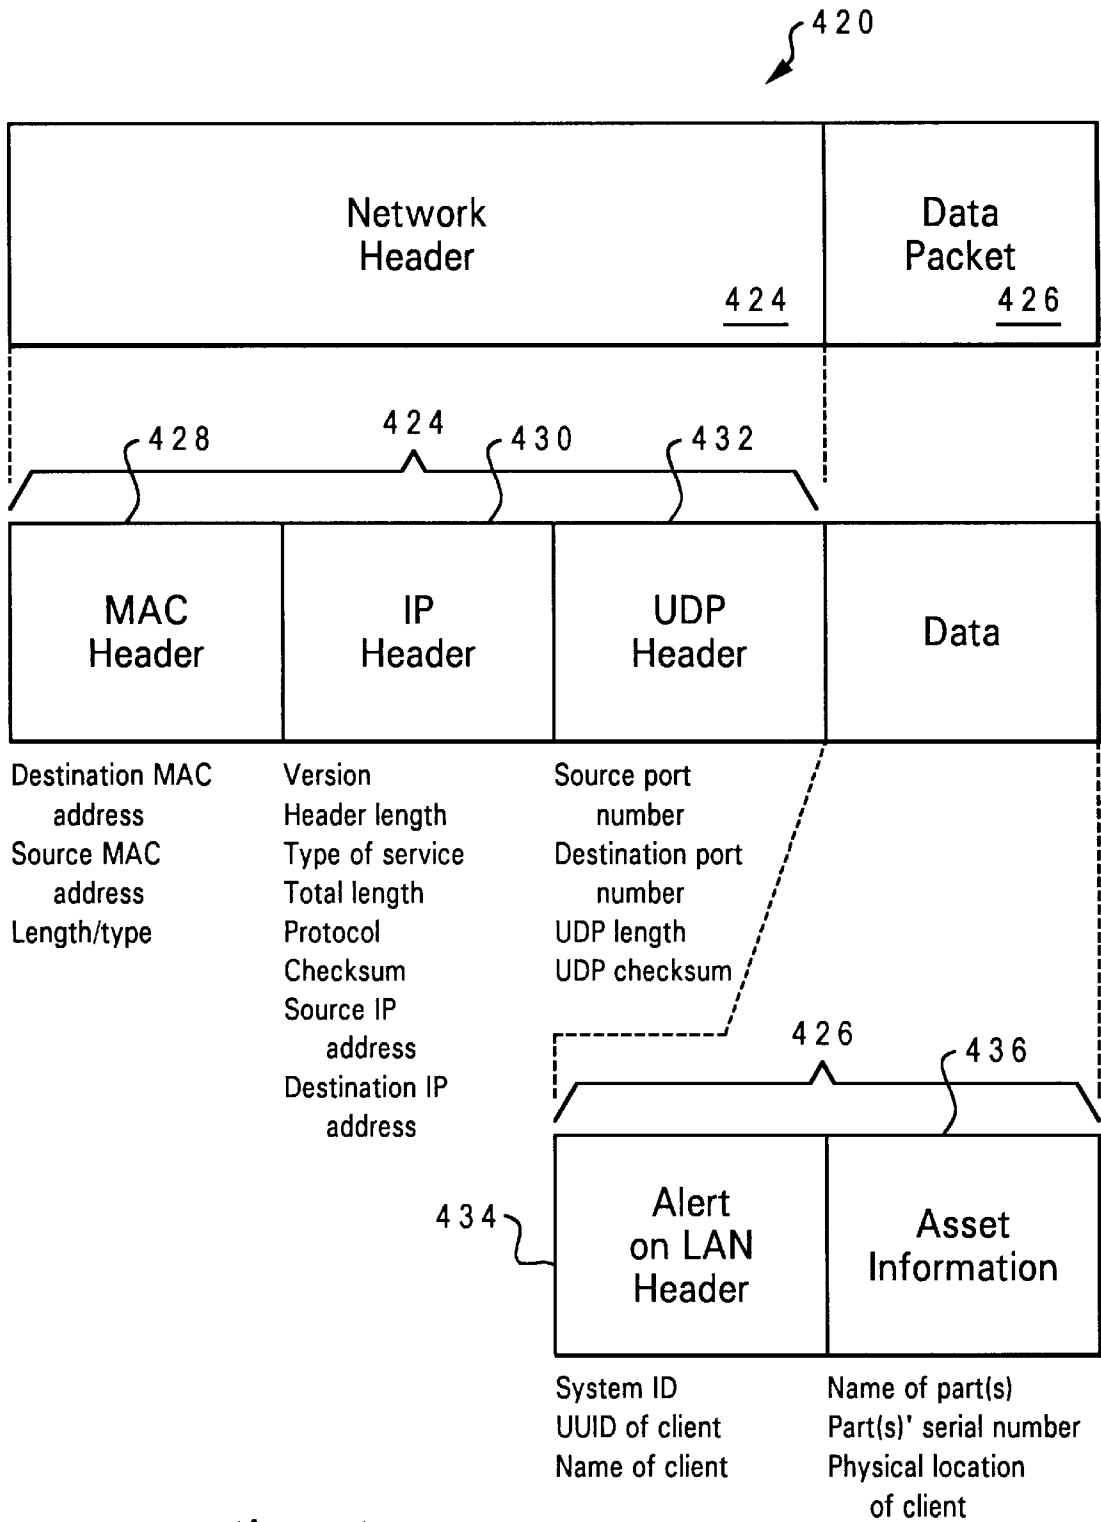 420
Network
Header
424
Data
Packet
426
428
424
430
432
MAC
Header
IP
Header
UDP
Header
Data
Destination MAC
address
Source MAC
address
Length/type
Version
Header length
Type of service
Total length
Protocol
Checksum
Source IP
address
Destination IP
address
Source port
number
Destination port
number
UDP length
UDP checksum
426
436
434
Alert
on LAN
Header
Asset
Information
System ID
UUID of client
Name of client
Name of part(s)
Part(s)' serial number
Physical location
of client